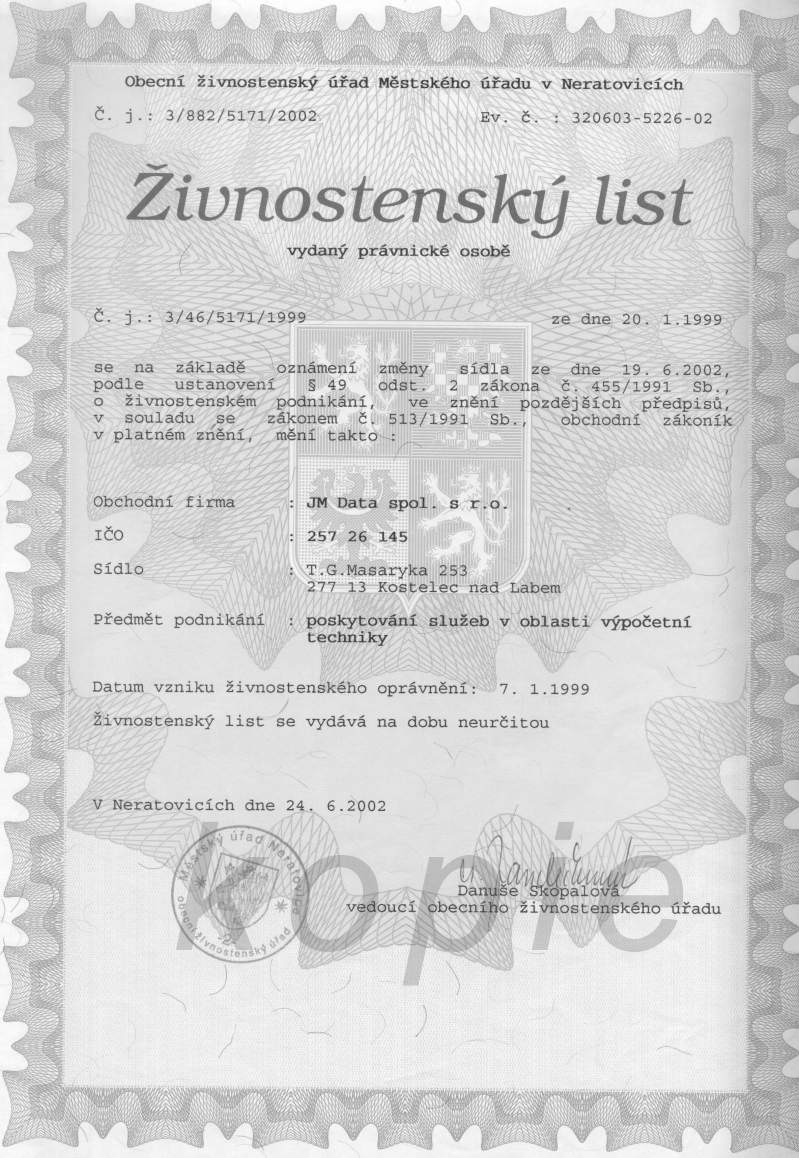 Obecní živnostenský úřad Městského úřadu v Neratovicích
Č. j.: 3/882/5171/2002 Ev. č. : 320603-5226-02
Živnostenský list
vydaný právnické osobě
Č. j.: 3/46/5171/1999 ze dne 20. 1.1999
se na základě oznámení změny sídla ze dne 19. 6.2002,
podle ustanovení § 49 odst. 2 zákona č. 455/1991 Sb.,
o živnostenském podnikání, ve znění pozdějších předpisů,
v souladu se zákonem č. 513/1991 Sb., obchodní zákoník
v platném znění, mění takto :
Obchodní firma : JM Data spol. s r.o.
IČO : 257 26 145
Sídlo : T.G.Masaryka 253
277 13 Kostelec nad Labem
Předmět podnikání : poskytování služeb v oblasti výpočetní
techniky
Datum vzniku živnostenského oprávnění: 7. 1.1999
Živnostenský list se vydává na dobu neurčitou
V Neratovicích dne 24. 6.2002
kopie
Městský úřad Neratovice
obecní živnostenský úřad
-2-
Danuše Skopalová
vedoucí obecního živnostenského úřadu